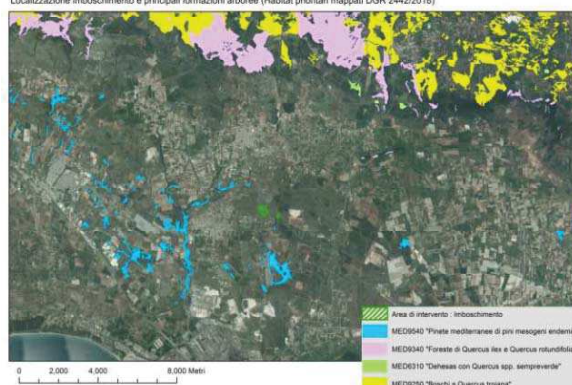 Localizzazione imboschimento e principali formazioni arboree (Habitat prioritari mappati DGR 2442/2018)
Area di intervento : Imboschimento
MED9540 "Pinete mediterranee di pini mesogeni endemi
MED9340 "Foreste di Quercus ilex e Quercus rotundifolia
MED6310 "Dehesas con Quercus spp. sempreverde"
MED9250 "Boschi a Quercus trojana"
0 2,000 4,000 8,000 Metri